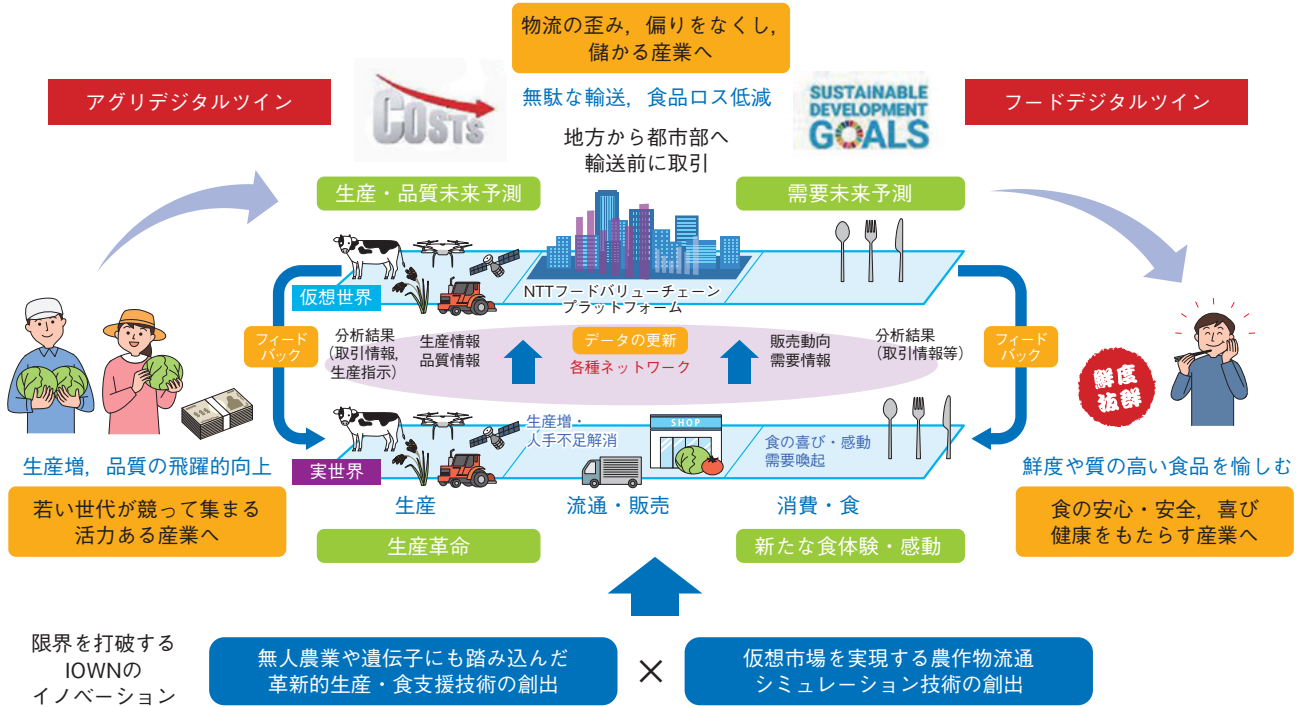 物流の歪み，偏りをなくし，
儲かる産業へ
アグリデジタルツイン
COSTS
無駄な輸送，食品ロス低減
SUSTAINABLE
DEVELOPMENT
GOALS
フードデジタルツイン
地方から都市部へ
輸送前に取引
生産・品質未来予測
需要未来予測
仮想世界
NTTフードバリューチェーン
プラットフォーム
フィード
バック
分析結果
（取引情報，
生産指示）
生産情報
品質情報
データの更新
各種ネットワーク
販売動向
需要情報
分析結果
（取引情報等）
フィード
バック
鮮度
抜群
生産増・
人手不足解消
SHOP
食の喜び・感動
需要喚起
実世界
生産増，品質の飛躍的向上
鮮度や質の高い食品を愉しむ
生産
流通・販売
消費・食
若い世代が競って集まる
活力ある産業へ
食の安心・安全，喜び
健康をもたらす産業へ
生産革命
新たな食体験・感動
限界を打破する
IOWNの
イノベーション
無人農業や遺伝子にも踏み込んだ
革新的生産・食支援技術の創出
×
仮想市場を実現する農作物流通
シミュレーション技術の創出